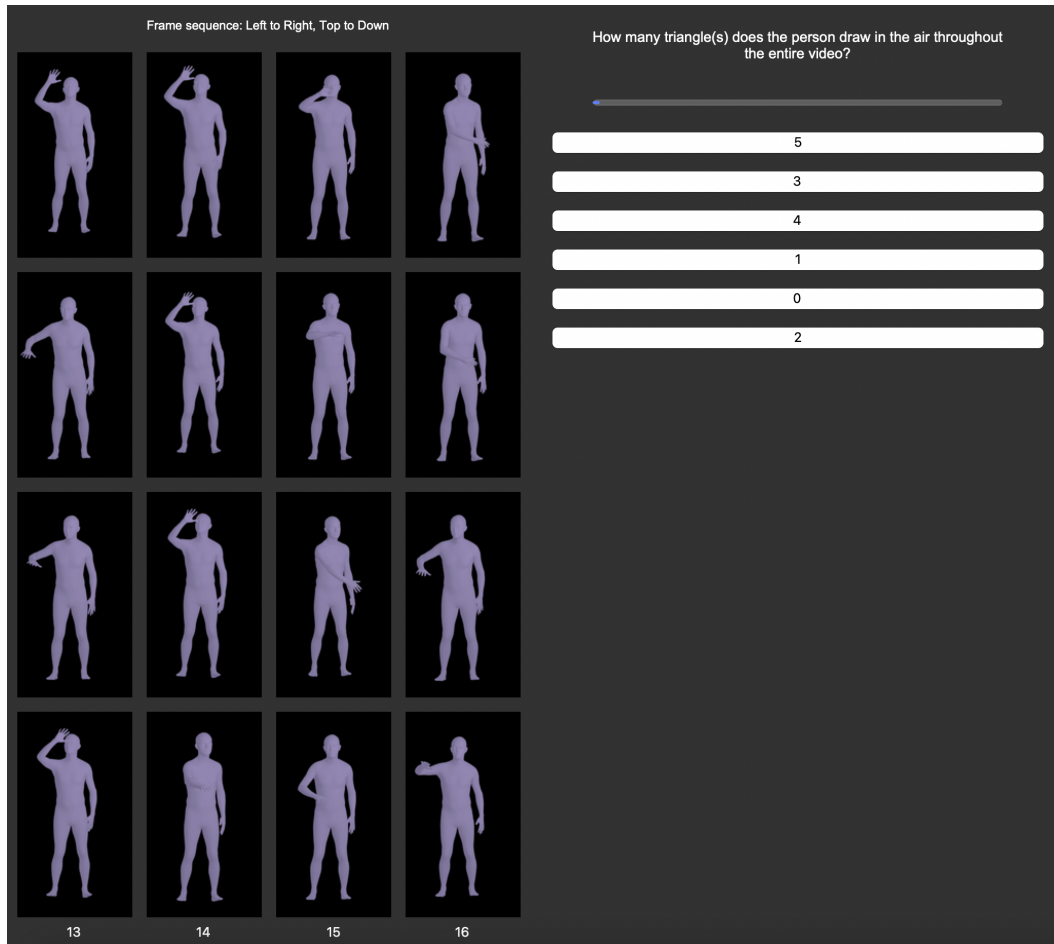 Frame sequence: Left to Right, Top to Down
How many triangle(s) does the person draw in the air throughout
the entire video?
5
3
4
1
0
2
13 14 15 16